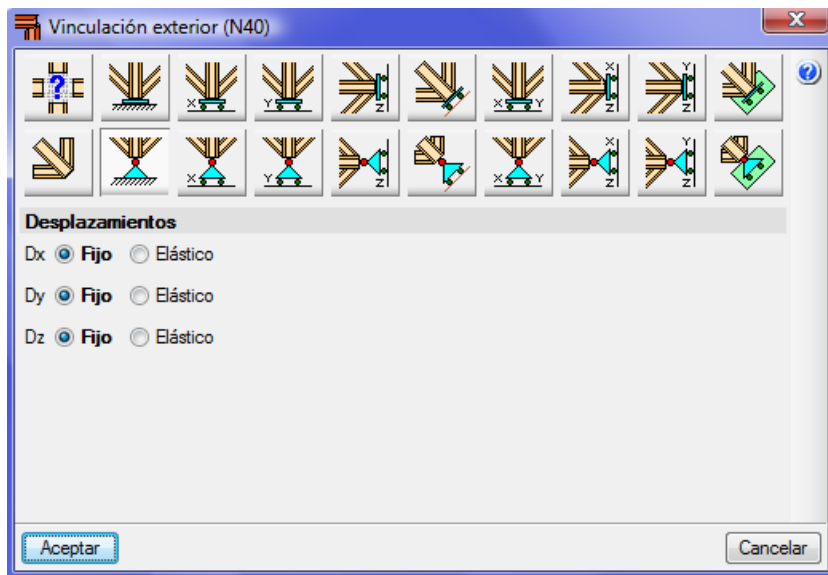 Vinculación exterior (N40)
? X Y Z X Y X Z Y Z
X Y Z X Y X Z Y Z
Desplazamientos
Dx Fijo Elástico
Dy Fijo Elástico
Dz Fijo Elástico
Aceptar Cancelar